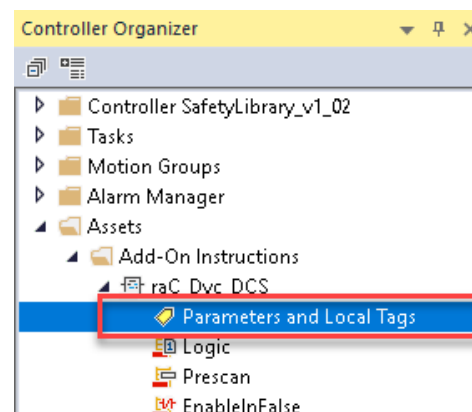 Controller Organizer
Controller SafetyLibrary_v1_02
Tasks
Motion Groups
Alarm Manager
Assets
Add-On Instructions
raC_Dvc_DCS
Parameters and Local Tags
Logic
Prescan
EnableInFalse